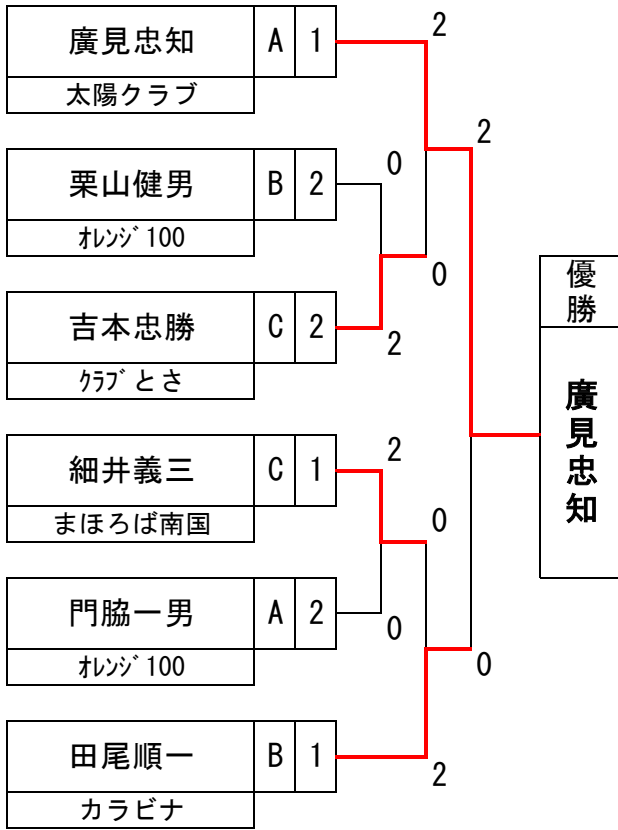 廣見忠知 A 1
太陽クラブ
栗山健男 B 2
ｵﾚﾝｼﾞ100
吉本忠勝 C 2
ｸﾗﾌﾞとさ
細井義三 C 1
まほろば南国
門脇一男 A 2
ｵﾚﾝｼﾞ100
田尾順一 B 1
カラビナ
2
0
0
2
2
0
0
2
2
0
優勝
廣見忠知